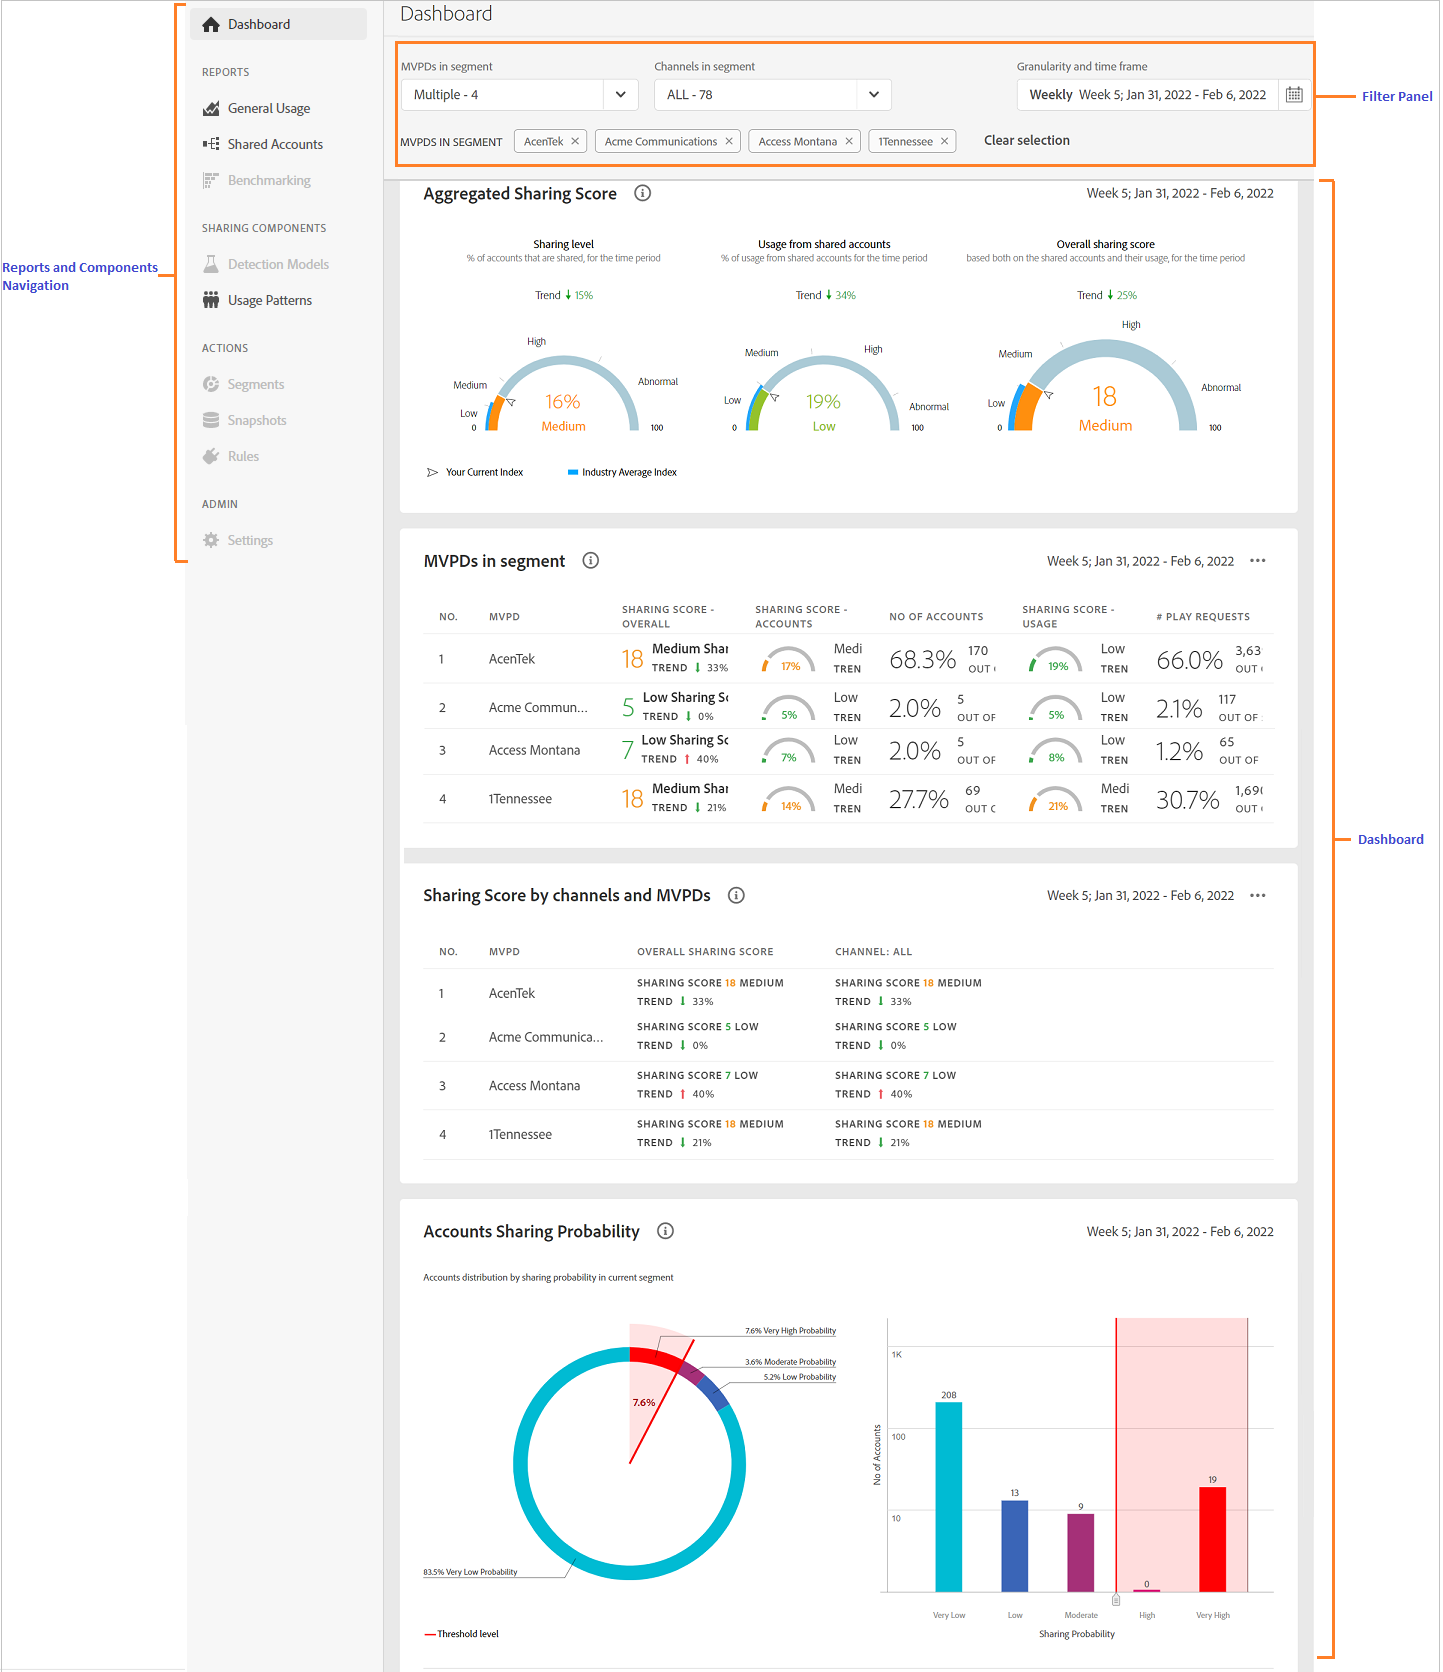 Dashboard
REPORTS
General Usage
Shared Accounts
Benchmarking
SHARING COMPONENTS
Detection Models
Usage Patterns
ACTIONS
Segments
Snapshots
Rules
ADMIN
Settings
Reports and Components
Navigation
Dashboard
MVPDs in segment
Channels in segment
Granularity and time frame
Multiple - 4
ALL - 78
Weekly Week 5; Jan 31, 2022 - Feb 6, 2022
Filter Panel
MVPDS IN SEGMENT AcenTek × Acme Communications × Access Montana × 1Tennessee × Clear selection
Aggregated Sharing Score
Week 5; Jan 31, 2022 - Feb 6, 2022
Sharing level
% of accounts that are shared, for the time period
Trend ↓ 15%
High
Medium
Abnormal
Low
16%
Medium
0
100
Usage from shared accounts
% of usage from shared accounts for the time period
Trend ↓ 34%
Medium
High
Low
Abnormal
19%
Low
0
100
Overall sharing score
based both on the shared accounts and their usage, for the time period
Trend ↓ 25%
High
Medium
Abnormal
Low
18
Medium
0
100
Your Current Index
Industry Average Index
MVPDs in segment
Week 5; Jan 31, 2022 - Feb 6, 2022
NO. MVPD SHARING SCORE - OVERALL SHARING SCORE - ACCOUNTS NO OF ACCOUNTS SHARING SCORE - USAGE # PLAY REQUESTS
1 AcenTek 18 Medium Shar TREND ↓ 33% 17% Medi TREN 68.3% 170 OUT C 19% Low TREN 66.0% 3,63 OUT
2 Acme Commun... 5 Low Sharing Sc TREND ↓ 0% 5% Low TREN 2.0% 5 OUT OF 5% Low TREN 2.1% 117 OUT OF
3 Access Montana 7 Low Sharing Sc TREND ↑ 40% 7% Low TREN 2.0% 5 OUT OF 8% Low TREN 1.2% 65 OUT OF
4 1Tennessee 18 Medium Shar TREND ↓ 21% 14% Medi TREN 27.7% 69 OUT C 21% Medi TREN 30.7% 1,69 OUT
Dashboard
Sharing Score by channels and MVPDs
Week 5; Jan 31, 2022 - Feb 6, 2022
NO. MVPD OVERALL SHARING SCORE CHANNEL: ALL
1 AcenTek SHARING SCORE 18 MEDIUM TREND ↓ 33% SHARING SCORE 18 MEDIUM TREND ↓ 33%
2 Acme Communica... SHARING SCORE 5 LOW TREND ↓ 0% SHARING SCORE 5 LOW TREND ↓ 0%
3 Access Montana SHARING SCORE 7 LOW TREND ↑ 40% SHARING SCORE 7 LOW TREND ↑ 40%
4 1Tennessee SHARING SCORE 18 MEDIUM TREND ↓ 21% SHARING SCORE 18 MEDIUM TREND ↓ 21%
Accounts Sharing Probability
Week 5; Jan 31, 2022 - Feb 6, 2022
Accounts distribution by sharing probability in current segment
7.6% Very High Probability
3.6% Moderate Probability
5.2% Low Probability
7.6%
83.5% Very Low Probability
Threshold level
No of Accounts
1K
100
10
208
13
9
0
19
Very Low
Low
Moderate
High
Very High
Sharing Probability